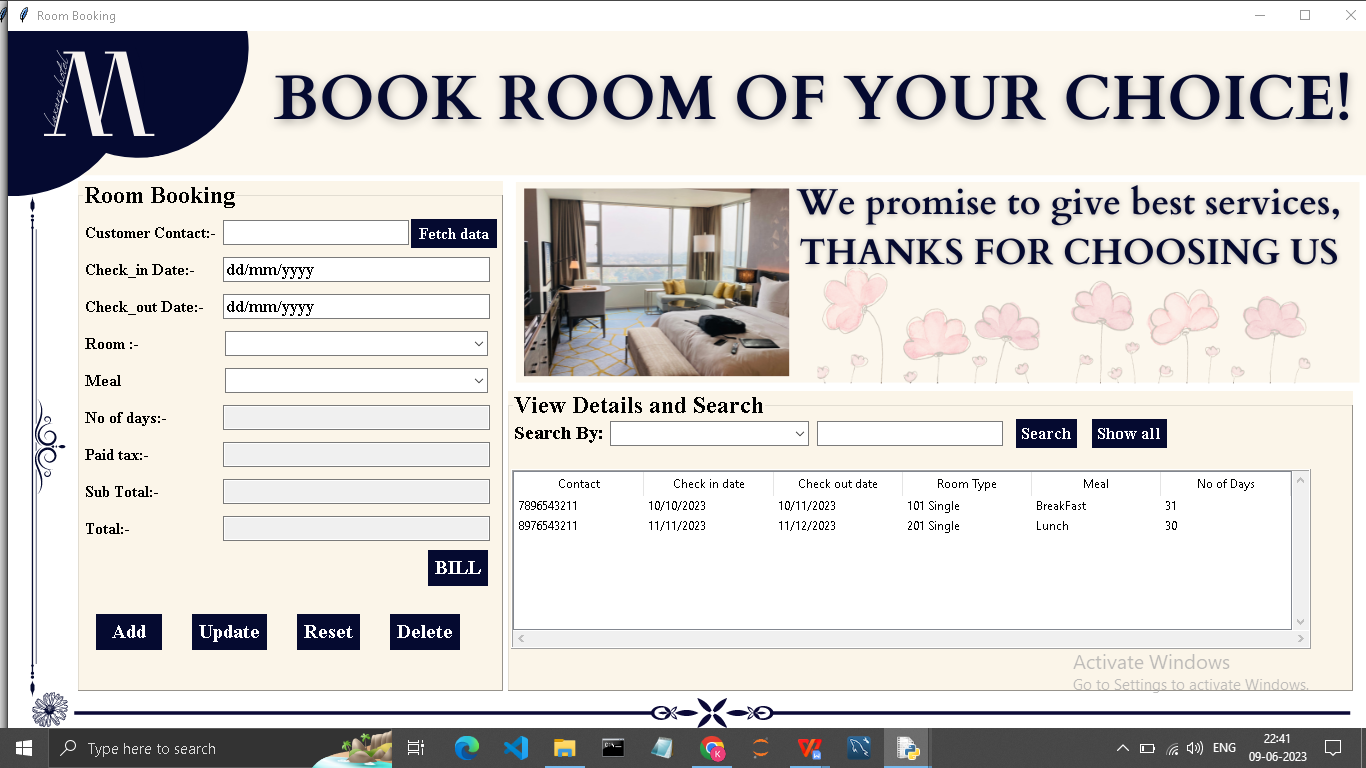 Room Booking
luxury hotel
M
BOOK ROOM OF YOUR CHOICE!
Room Booking
Customer Contact:- Fetch data
Check_in Date:- dd/mm/yyyy
Check_out Date:- dd/mm/yyyy
Room :-
Meal
No of days:-
Paid tax:-
Sub Total:-
Total:-
BILL
Add Update Reset Delete
We promise to give best services,
THANKS FOR CHOOSING US
View Details and Search
Search By: Search Show all
Contact Check in date Check out date Room Type Meal No of Days
7896543211 10/10/2023 10/11/2023 101 Single BreakFast 31
8976543211 11/11/2023 11/12/2023 201 Single Lunch 30
Activate Windows
Go to Settings to activate Windows.
Type here to search
ENG
22:41
09-06-2023